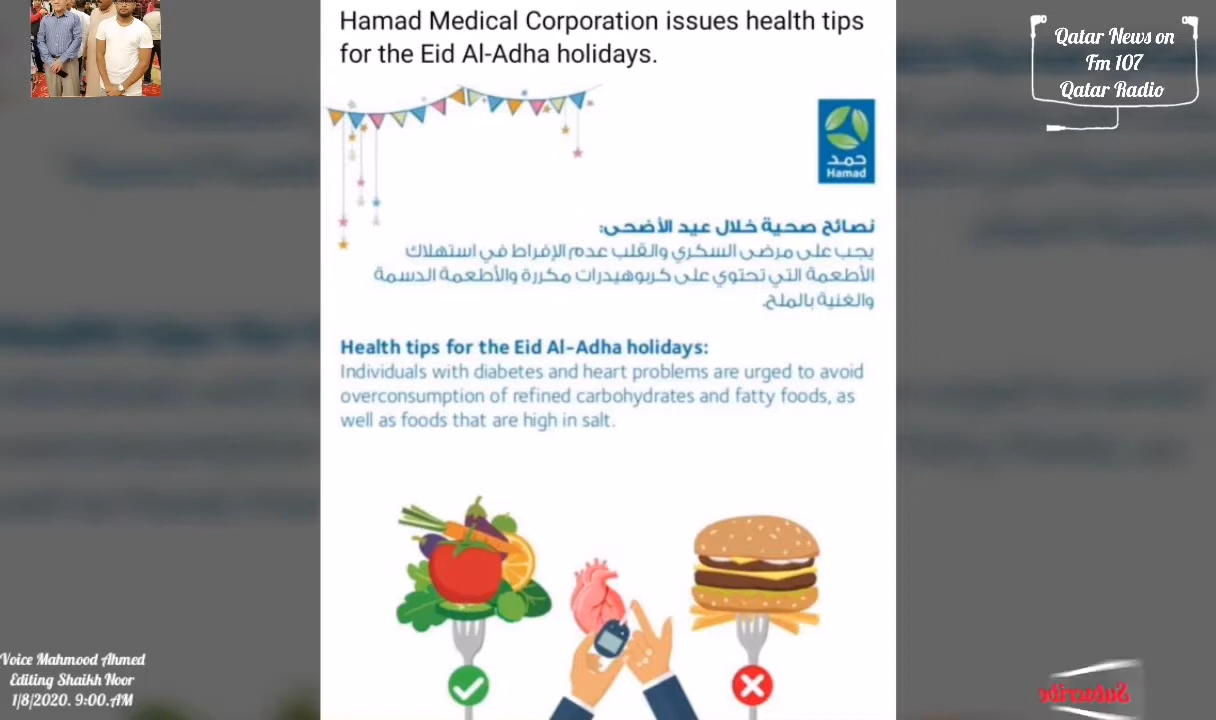 Hamad Medical Corporation issues health tips
for the Eid Al-Adha holidays.
Qatar News on
Fm 107
Qatar Radio
حمد
Hamad
نصائح صحية خلال عيد الأضحى:
يجب على مرضى السكري والقلب عدم الإفراط في استهلاك
الأطعمة التي تحتوي على كربوهيدرات مكررة والأطعمة الدسمة
والغنية بالملح.
Health tips for the Eid Al-Adha holidays:
Individuals with diabetes and heart problems are urged to avoid
overconsumption of refined carbohydrates and fatty foods, as
well as foods that are high in salt.
Voice Mahmood Ahmed
Editing Shaikh Noor
1/8/2020. 9:00.AM
Subscribe